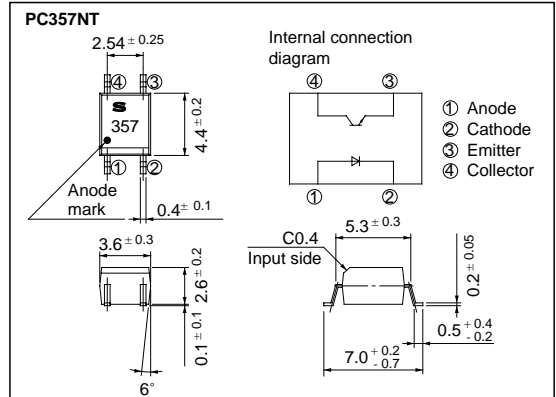 PC357NT
2.54 ± 0.25
Internal connection
diagram
④ ③
S
357
4.4 ± 0.2
① ②
Anode
mark
0.4 ± 0.1
④ ③
① ②
① Anode
② Cathode
③ Emitter
④ Collector
3.6 ± 0.3
2.6 ± 0.2
0.1 ± 0.1
6°
C0.4
Input side
5.3 ± 0.3
0.2 ± 0.05
0.5 + 0.4 - 0.2
7.0 + 0.2 - 0.7